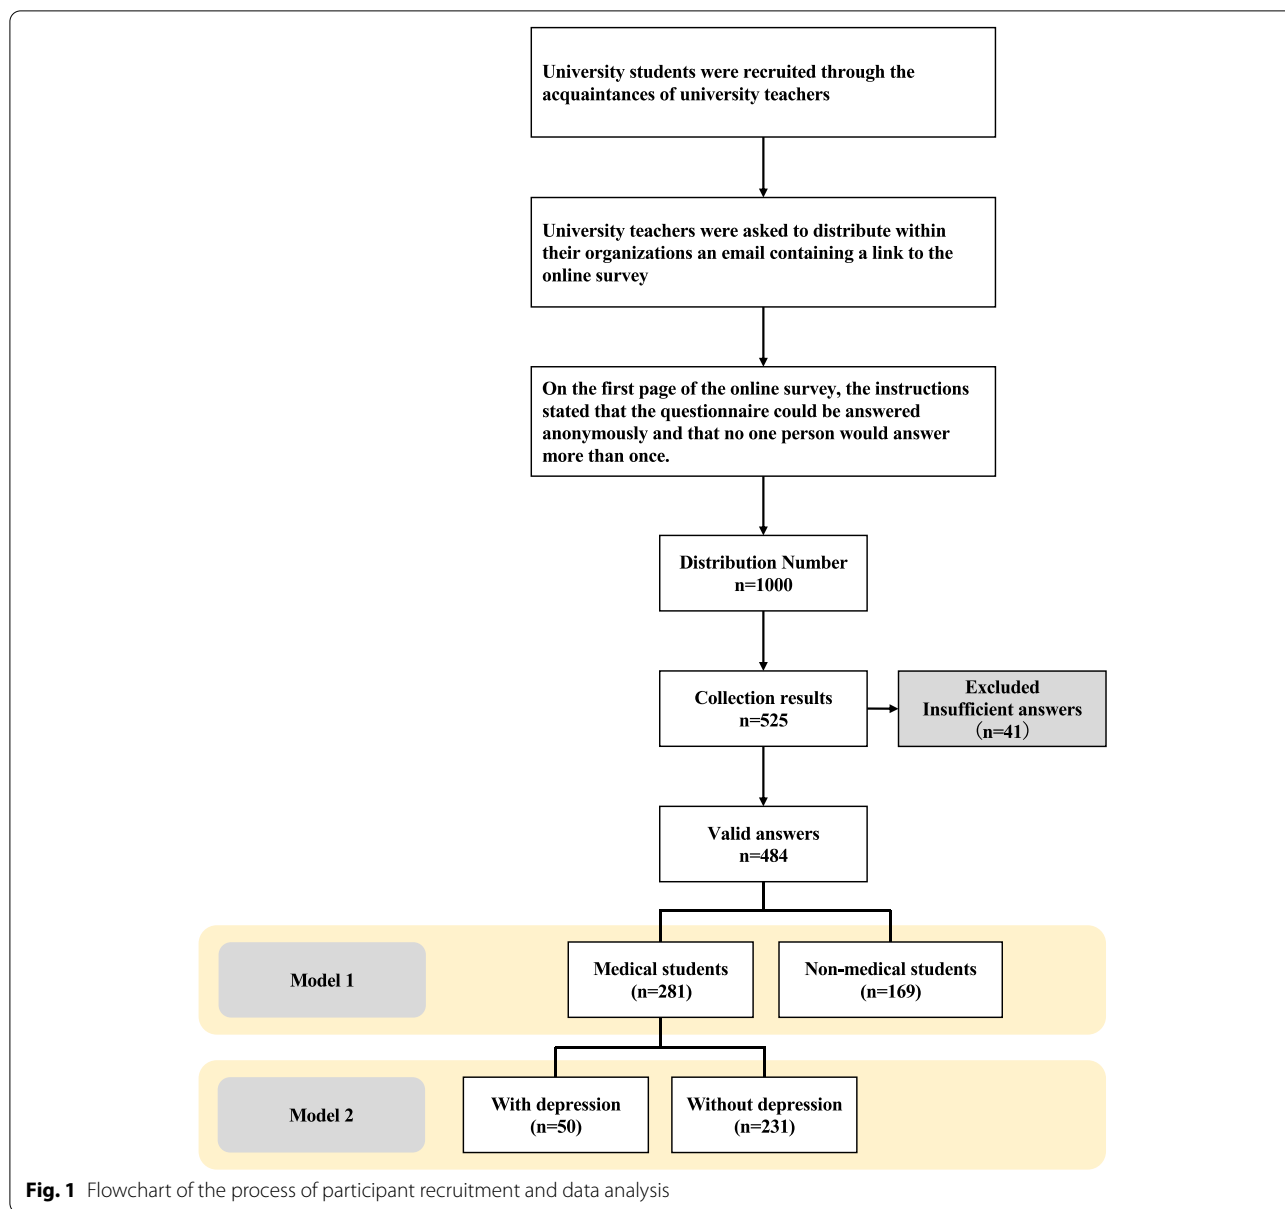 University students were recruited through the
acquaintances of university teachers
University teachers were asked to distribute within
their organizations an email containing a link to the
online survey
On the first page of the online survey, the instructions
stated that the questionnaire could be answered
anonymously and that no one person would answer
more than once.
Distribution Number
n=1000
Collection results
n=525
Excluded
Insufficient answers
（n=41）
Valid answers
n=484
Model 1
Medical students
(n=281)
Non-medical students
(n=169)
Model 2
With depression
(n=50)
Without depression
(n=231)
Fig. 1 Flowchart of the process of participant recruitment and data analysis